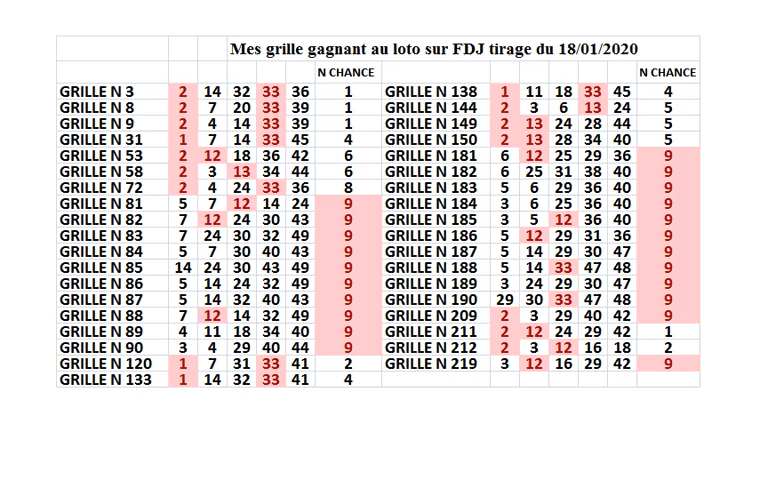 Mes grille gagnant au loto sur FDJ tirage du 18/01/2020
N CHANCE N CHANCE
GRILLE N 3 2 14 32 33 36 1 GRILLE N 138 1 11 18 33 45 4
GRILLE N 8 2 7 20 33 39 1 GRILLE N 144 2 3 6 13 24 5
GRILLE N 9 2 4 14 33 39 1 GRILLE N 149 2 13 24 28 44 5
GRILLE N 31 1 7 14 33 45 4 GRILLE N 150 2 13 28 34 40 5
GRILLE N 53 2 12 18 36 42 6 GRILLE N 181 6 12 25 29 36 9
GRILLE N 58 2 3 13 34 44 6 GRILLE N 182 6 25 31 38 40 9
GRILLE N 72 2 4 24 33 36 8 GRILLE N 183 5 6 29 36 40 9
GRILLE N 81 5 7 12 14 24 9 GRILLE N 184 3 6 25 36 40 9
GRILLE N 82 7 12 24 30 43 9 GRILLE N 185 3 5 12 36 40 9
GRILLE N 83 7 24 30 32 49 9 GRILLE N 186 5 12 29 31 36 9
GRILLE N 84 5 7 30 40 43 9 GRILLE N 187 5 14 29 30 47 9
GRILLE N 85 14 24 30 43 49 9 GRILLE N 188 5 14 33 47 48 9
GRILLE N 86 5 14 24 32 49 9 GRILLE N 189 3 24 29 30 47 9
GRILLE N 87 5 14 32 40 43 9 GRILLE N 190 29 30 33 47 48 9
GRILLE N 88 7 12 14 32 49 9 GRILLE N 209 2 3 29 40 42 9
GRILLE N 89 4 11 18 34 40 9 GRILLE N 211 2 12 24 29 42 1
GRILLE N 90 3 4 29 40 44 9 GRILLE N 212 2 3 12 16 18 2
GRILLE N 120 1 7 31 33 41 2 GRILLE N 219 3 12 16 29 42 9
GRILLE N 133 1 14 32 33 41 4